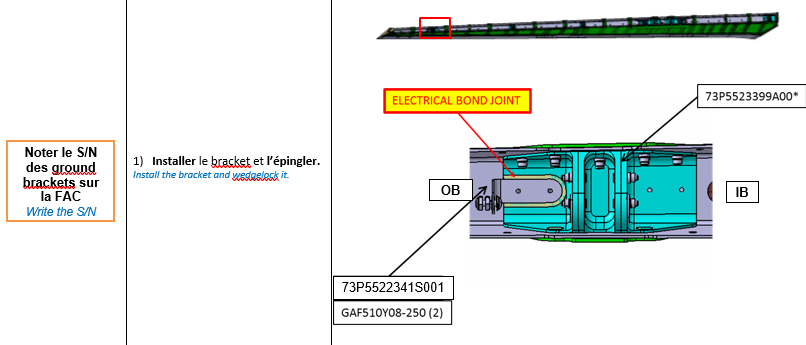 Noter le S/N
des ground
brackets sur
la FAC
Write the S/N
1) Installer le bracket et l'épingler.
Install the bracket and wedgelock it.
ELECTRICAL BOND JOINT
73P5523399A00*
OB
IB
73P5522341S001
GAF510Y08-250 (2)